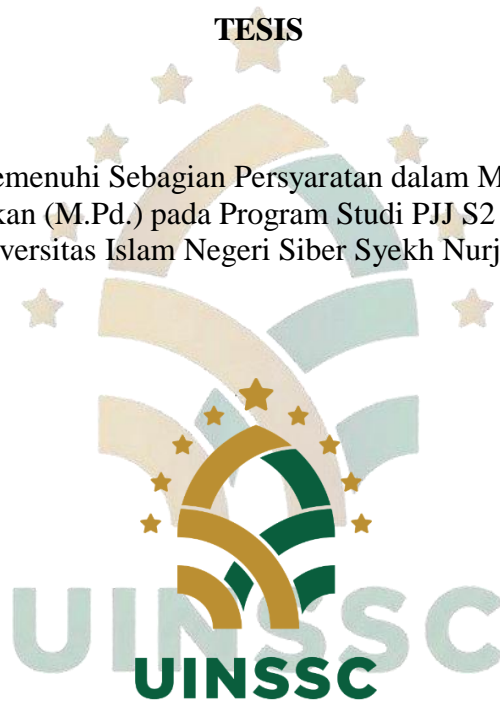 TESIS
emenuhi Sebagian Persyaratan dalam M
kan (M.Pd.) pada Program Studi PJJ S2
versitas Islam Negeri Siber Syekh Nurj
UINSSC
UINSSC